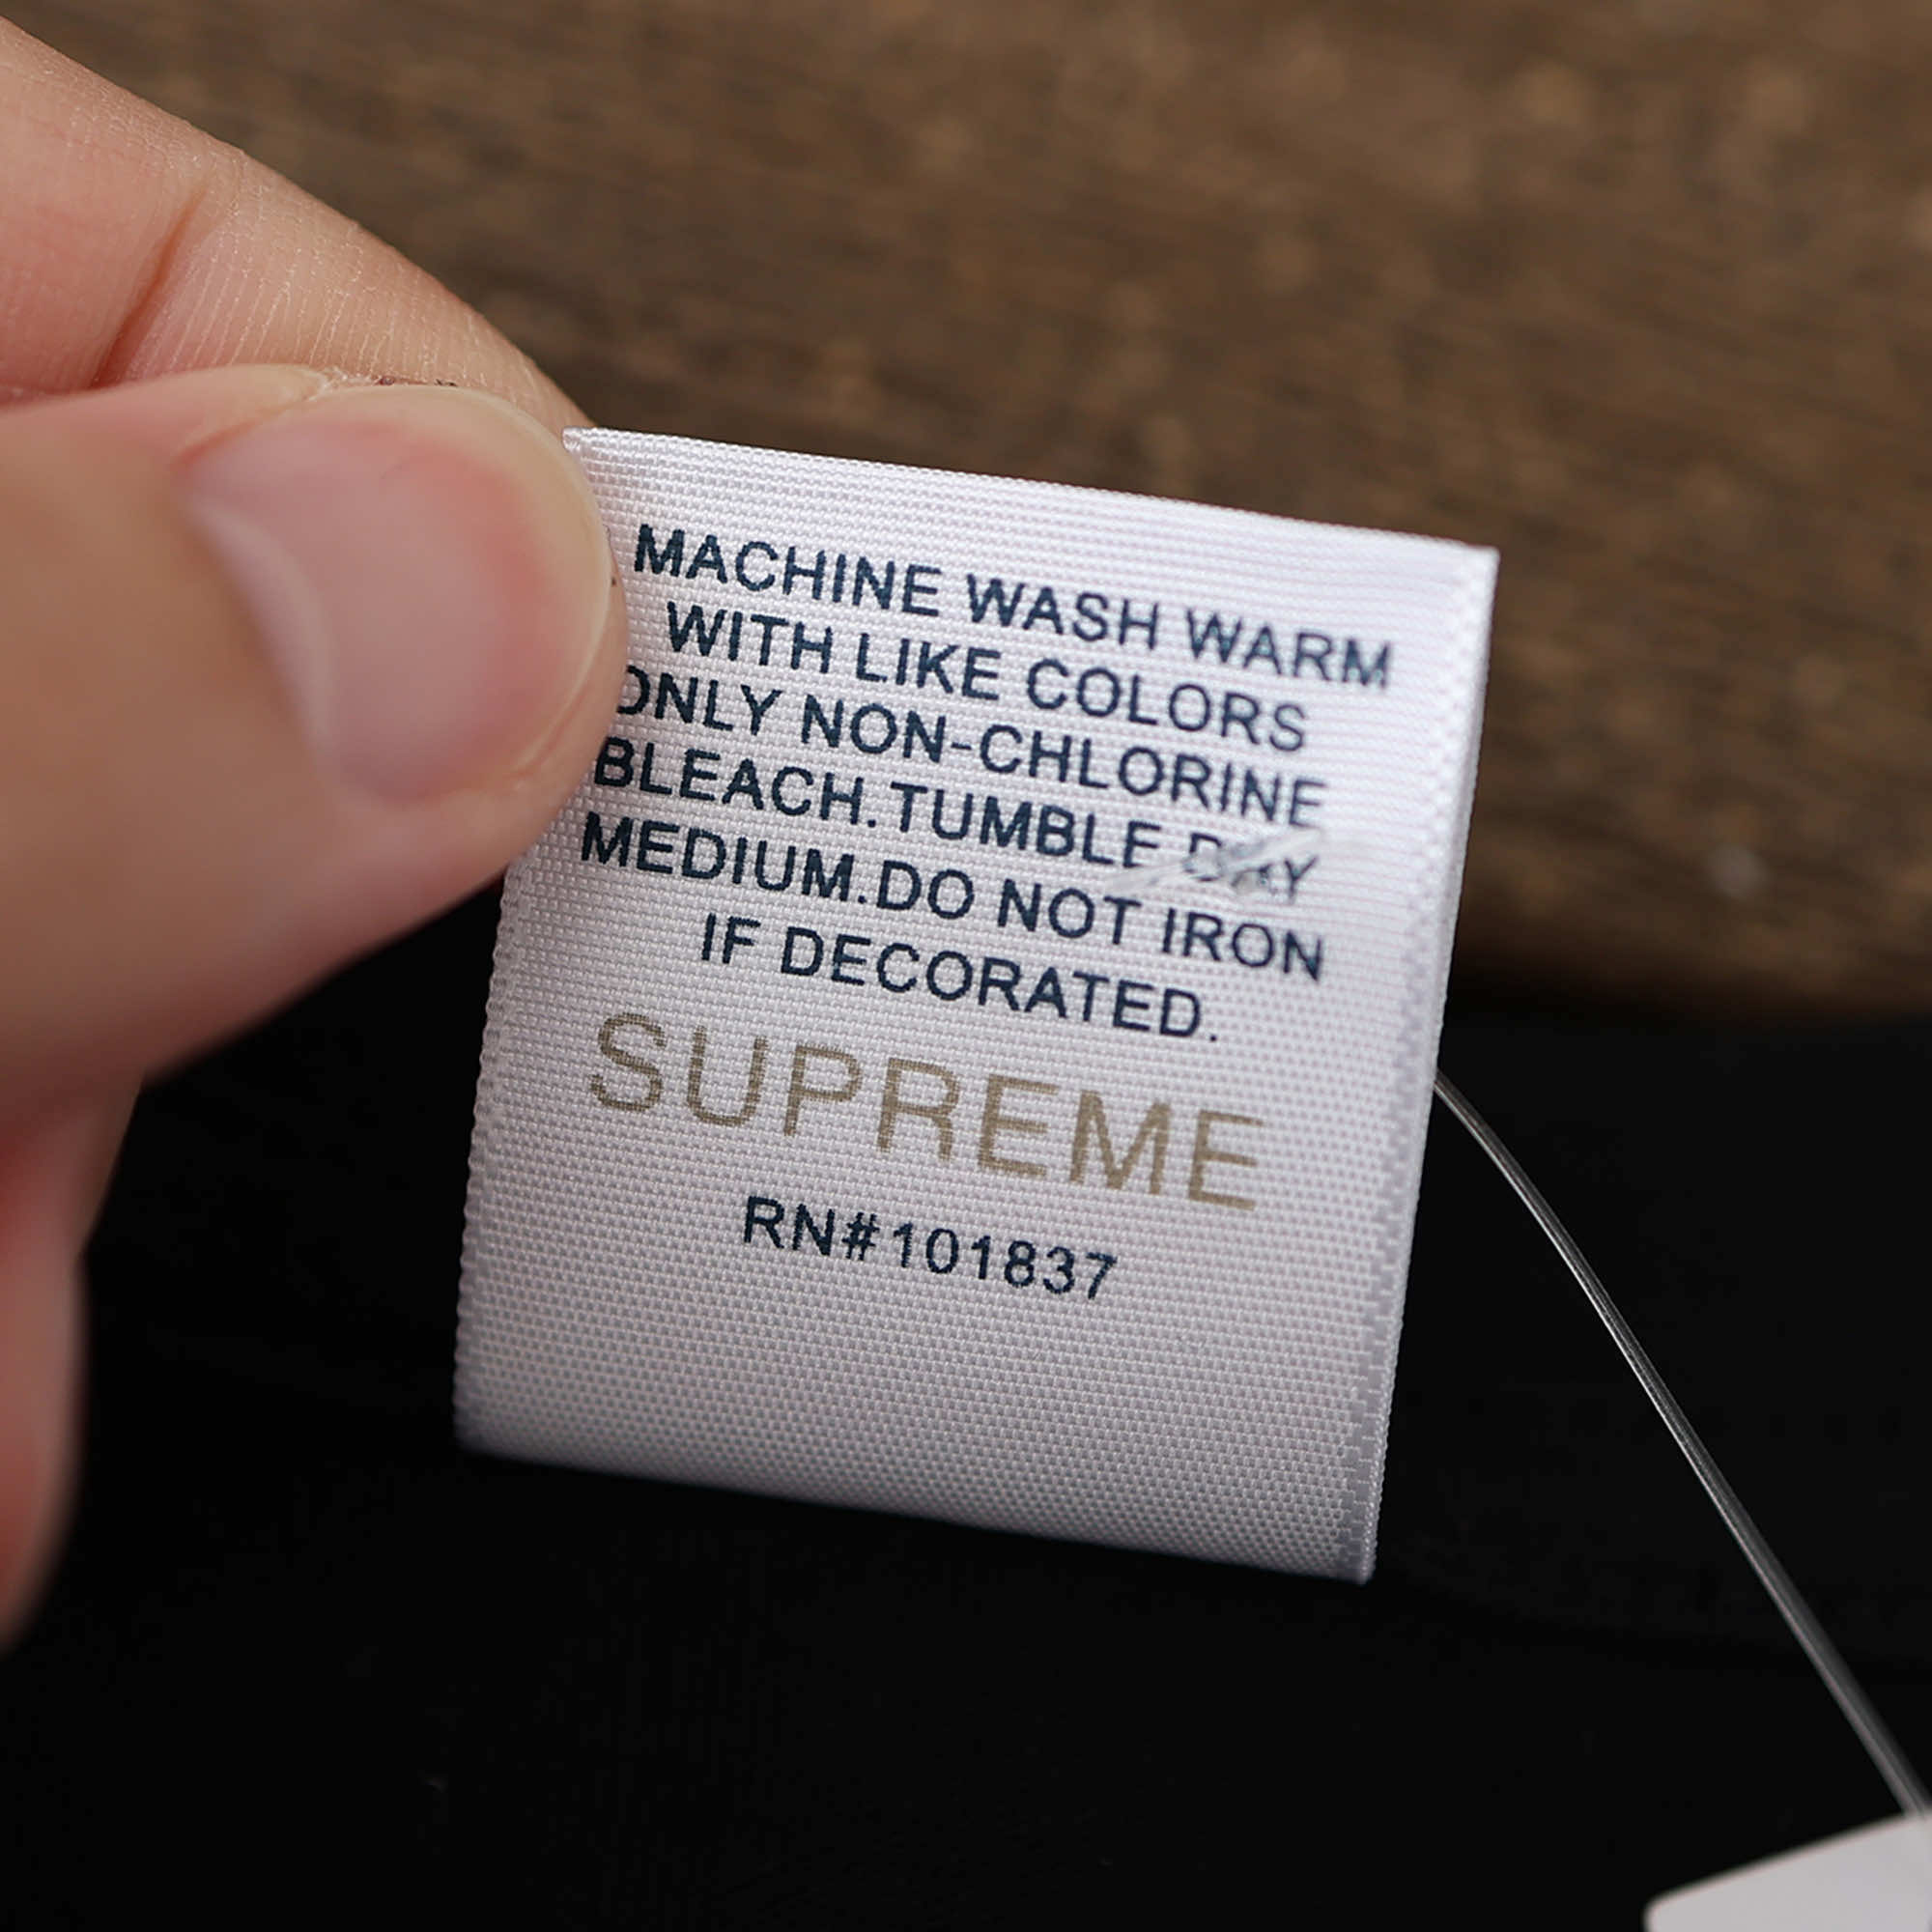 MACHINE WASH WARM
WITH LIKE COLORS
ONLY NON-CHLORINE
BLEACH.TUMBLE DRY
MEDIUM.DO NOT IRON
IF DECORATED.
SUPREME
RN#101837